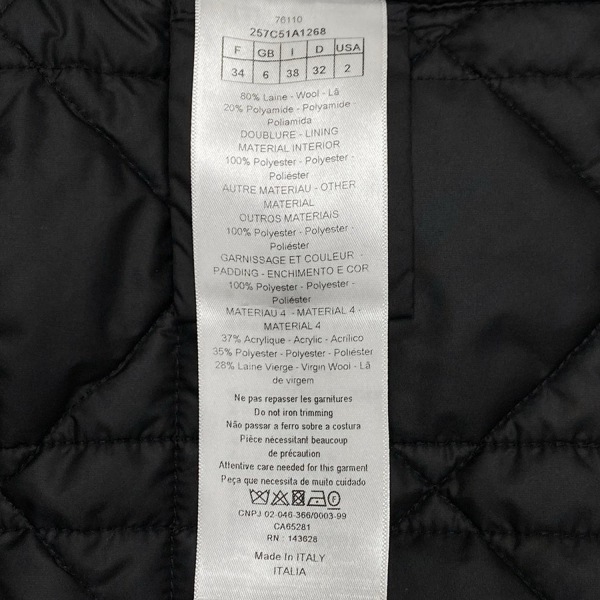 76110
257C51A1268
F GB I D USA
34 6 38 32 2
80% Laine - Wool - Lã
20% Polyamide - Polyamide -
Poliamida
DOUBLURE - LINING
MATERIAL INTERIOR
100% Polyester - Polyester -
Poliéster
AUTRE MATERIAU - OTHER
MATERIAL
OUTROS MATERIAIS
100% Polyester - Polyester -
Poliéster
GARNISSAGE ET COULEUR -
PADDING - ENCHIMENTO E COR
100% Polyester - Polyester -
Poliéster
MATERIAU 4 - MATERIAL 4 -
MATERIAL 4
37% Acrylique - Acrylic - Acrílico
35% Polyester - Polyester - Poliéster
28% Laine Vierge - Virgin Wool - Lã
de virgem
Ne pas repasser les garnitures
Do not iron trimming
Não passar a ferro sobre a costura
Pièce nécessitant beaucoup
de précaution
Attentive care needed for this garment
Peça que necessita de muito cuidado
F
CNPJ 02-046-366/0003-99
CA65281
RN : 143628
Made In ITALY
ITALIA